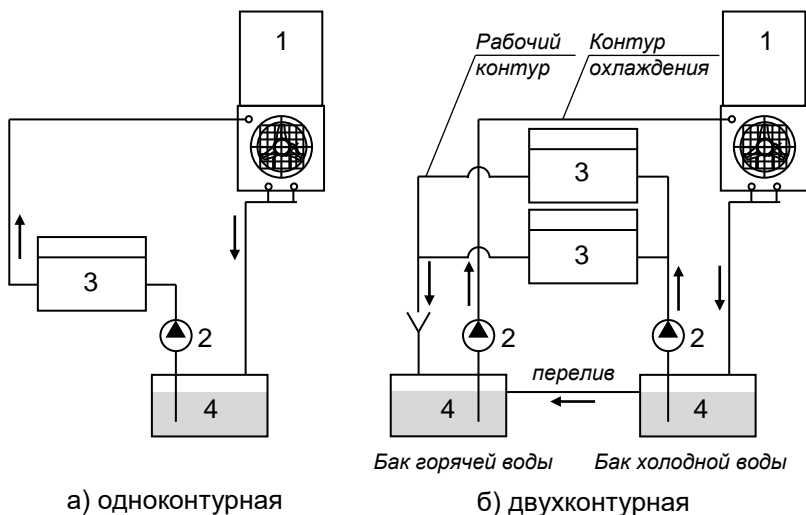 1
3
2
4
а) одноконтурная
Рабочий
контур
Контур
охлаждения
1
3
3
2
2
перелив
4
4
Бак горячей воды
Бак холодной воды
б) двухконтурная